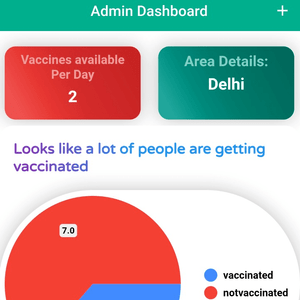 Admin Dashboard +
Vaccines available
Per Day
2
Area Details:
Delhi
Looks like a lot of people are getting
vaccinated
7.0
vaccinated
notvaccinated